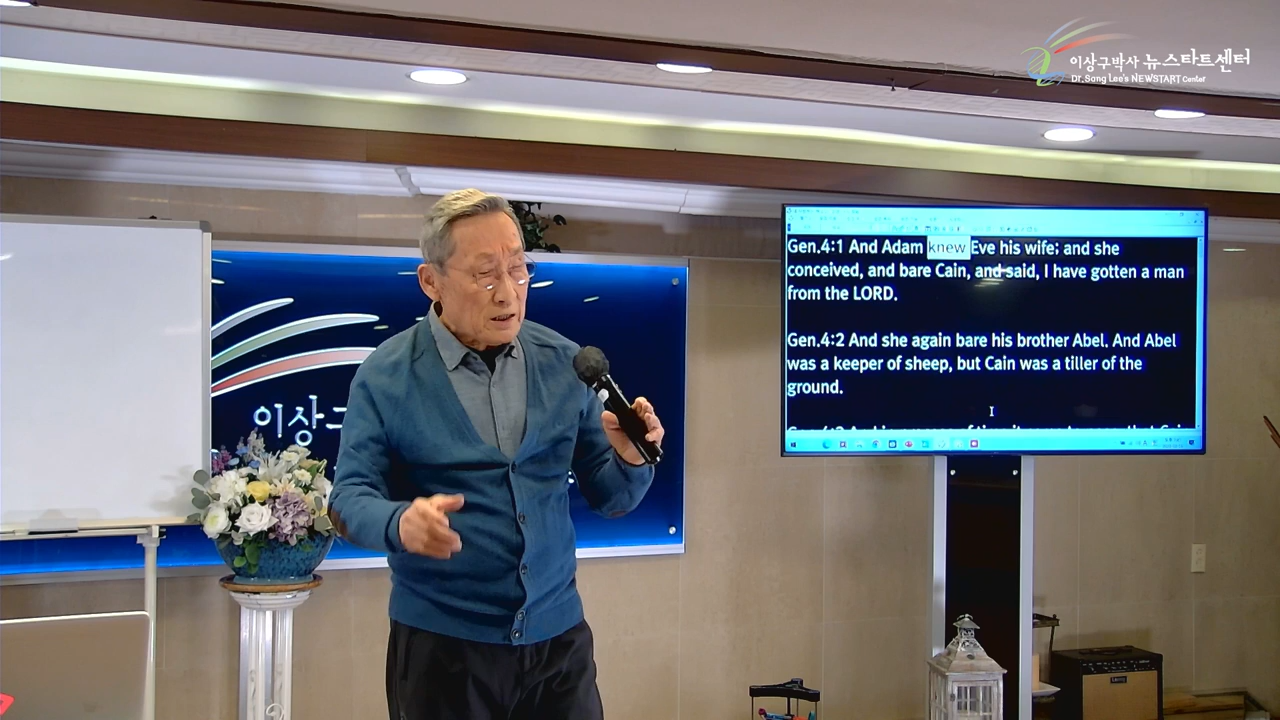 이상구박사 뉴스타트센터
Dr. Sang Lee's NEWSTART Center
이상구
Gen.4:1 And Adam knew Eve his wife; and she
conceived, and bare Cain, and said, I have gotten a man
from the LORD.
Gen.4:2 And she again bare his brother Abel. And Abel
was a keeper of sheep, but Cain was a tiller of the
ground.